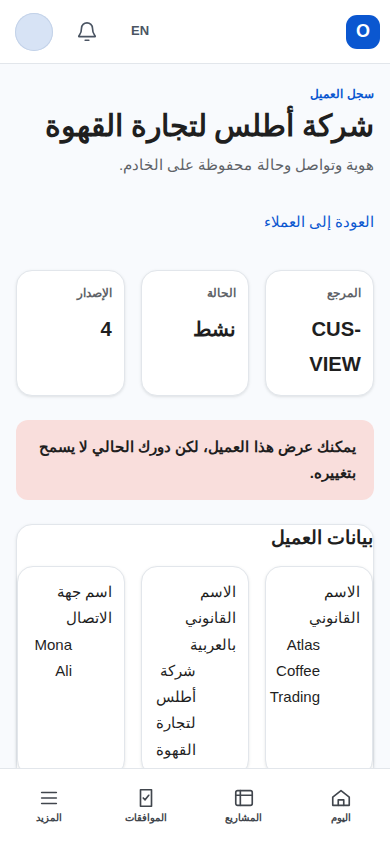 O
EN
سجل العميل
شركة أطلس لتجارة القهوة
هوية وتواصل وحالة محفوظة على الخادم.
العودة إلى العملاء
المرجع
CUS-
VIEW
الحالة
نشط
الإصدار
4
يمكنك عرض هذا العميل، لكن دورك الحالي لا يسمح
بتغييره.
بيانات العميل
الاسم
القانوني
Atlas
Coffee
Trading
الاسم
القانوني
بالعربية
شركة
أطلس
لتجارة
القهوة
اسم جهة
الاتصال
Mona
Ali
اليوم
المشاريع
الموافقات
المزيد